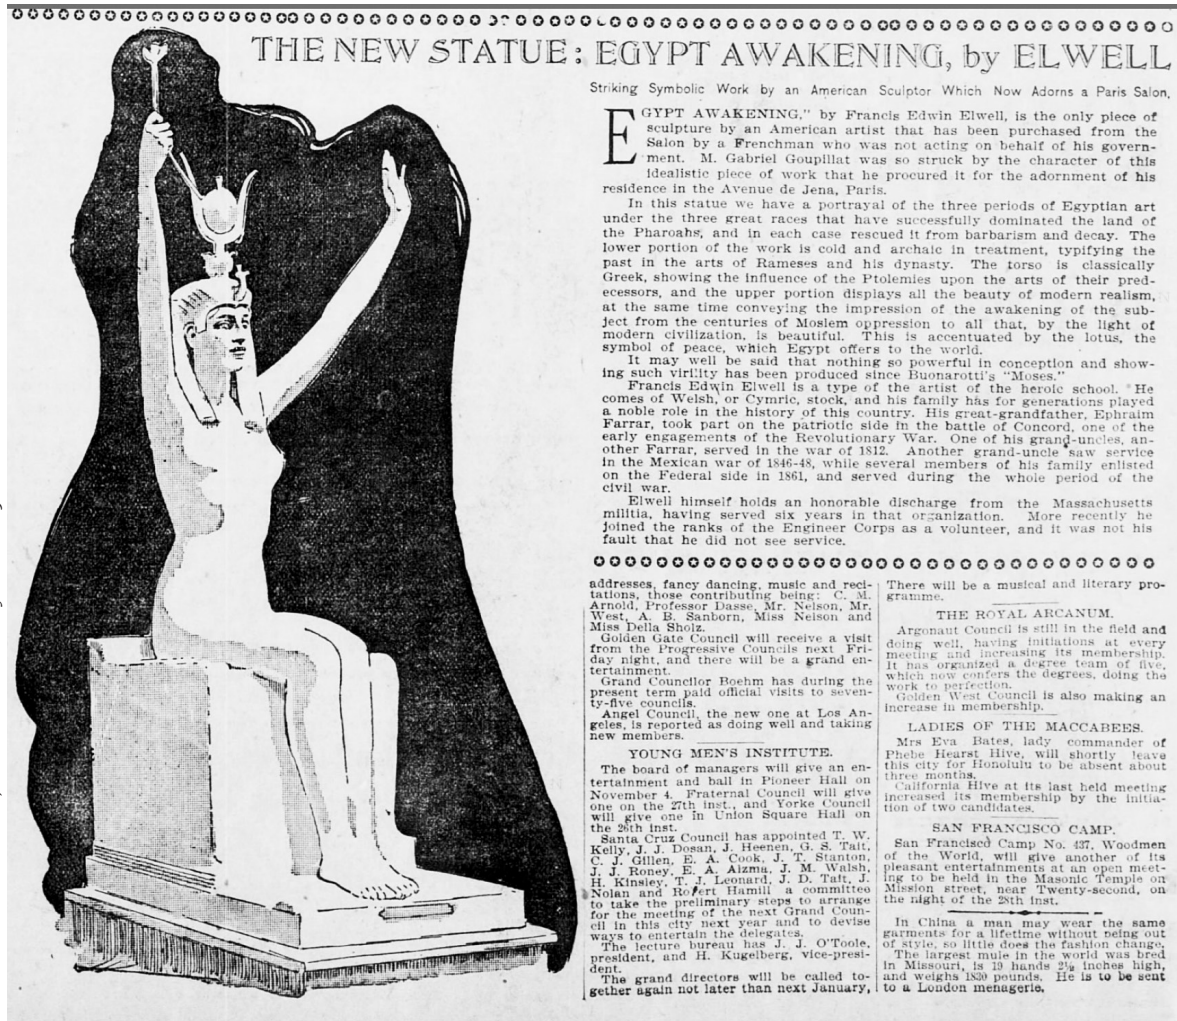 THE NEW STATUE: EGYPT AWAKENING, by ELWELL
Striking Symbolic Work by an American Sculptor Which Now Adorns a Paris Salon.
EGYPT AWAKENING," by Francis Edwin Elwell, is the only piece of
sculpture by an American artist that has been purchased from the
Salon by a Frenchman who was not acting on behalf of his govern-
ment. M. Gabriel Goupillat was so struck by the character of this
idealistic piece of work that he procured it for the adornment of his
residence in the Avenue de Jena, Paris.
In this statue we have a portrayal of the three periods of Egyptian art
under the three great races that have successfully dominated the land of
the Pharoahs, and in each case rescued it from barbarism and decay. The
lower portion of the work is cold and archaic in treatment, typifying the
past in the arts of Rameses and his dynasty. The torso is classically
Greek, showing the influence of the Ptolemies upon the arts of their pred-
ecessors, and the upper portion displays all the beauty of modern realism,
at the same time conveying the impression of the awakening of the sub-
ject from the centuries of Moslem oppression to all that, by the light of
modern civilization, is beautiful. This is accentuated by the lotus, the
symbol of peace, which Egypt offers to the world.
It may well be said that nothing so powerful in conception and show-
ing such virility has been produced since Buonarotti's "Moses."
Francis Edwin Elwell is a type of the artist of the heroic school. He
comes of Welsh, or Cymric, stock, and his family has for generations played
a noble role in the history of this country. His great-grandfather, Ephraim
Farrar, took part on the patriotic side in the battle of Concord, one of the
early engagements of the Revolutionary War. One of his grand-uncles, an-
other Farrar, served in the war of 1812. Another grand-uncle saw service
in the Mexican war of 1846-48, while several members of his family enlisted
on the Federal side in 1861, and served during the whole period of the
civil war.
Elwell himself holds an honorable discharge from the Massachusetts
militia, having served six years in that organization. More recently he
joined the ranks of the Engineer Corps as a volunteer, and it was not his
fault that he did not see service.
addresses, fancy dancing, music and reci-
tations, those contributing being: C. M.
Arnold, Professor Dasse, Mr. Nelson, Mr.
West, A. B. Sanborn, Miss Nelson and
Miss Della Sholz.
Golden Gate Council will receive a visit
from the Progressive Councils next Fri-
day night, and there will be a grand en-
tertainment.
Grand Councilor Boehm has during the
present term paid official visits to seven-
ty-five councils.
Angel Council, the new one at Los An-
geles, is reported as doing well and taking
new members.
YOUNG MEN'S INSTITUTE.
The board of managers will give an en-
tertainment and ball in Pioneer Hall on
November 4. Fraternal Council will give
one on the 27th inst., and Yorke Council
will give one in Union Square Hall on
the 26th inst.
Santa Cruz Council has appointed T. W.
Kelly, J. J. Dosan, J. Heenen, G. S. Tait,
C. J. Gillen, E. A. Cook, J. T. Stanton,
J. J. Roney, E. A. Alzma, J. M. Walsh,
H. Kinsley, T. J. Leonard, J. D. Taft, J.
Nolan and Robert Hamill a committee
to take the preliminary steps to arrange
for the meeting of the next Grand Coun-
cil in this city next year and to devise
ways to entertain the delegates.
The lecture bureau has J. J. O'Toole,
president, and H. Kugelberg, vice-presi-
dent.
The grand directors will be called to-
gether again not later than next January,
There will be a musical and literary pro-
gramme.
THE ROYAL ARCANUM.
Argonaut Council is still in the field and
doing well, having initiations at every
meeting and increasing its membership.
It has organized a degree team of five,
which now confers the degrees, doing the
work to perfection.
Golden West Council is also making an
increase in membership.
LADIES OF THE MACCABEES.
Mrs Eva Bates, lady commander of
Phebe Hearst Hive, will shortly leave
this city for Honolulu to be absent about
three months.
California Hive at its last held meeting
increased its membership by the initia-
tion of two candidates.
SAN FRANCISCO CAMP.
San Francisco Camp No. 437, Woodmen
of the World, will give another of its
pleasant entertainments at an open meet-
ing to be held in the Masonic Temple on
Mission street, near Twenty-second, on
the night of the 28th inst.
In China a man may wear the same
garments for a lifetime without being out
of style, so little does the fashion change.
The largest mule in the world was bred
in Missouri, is 19 hands 2½ inches high,
and weighs 1830 pounds. He is to be sent
to a London menagerie.